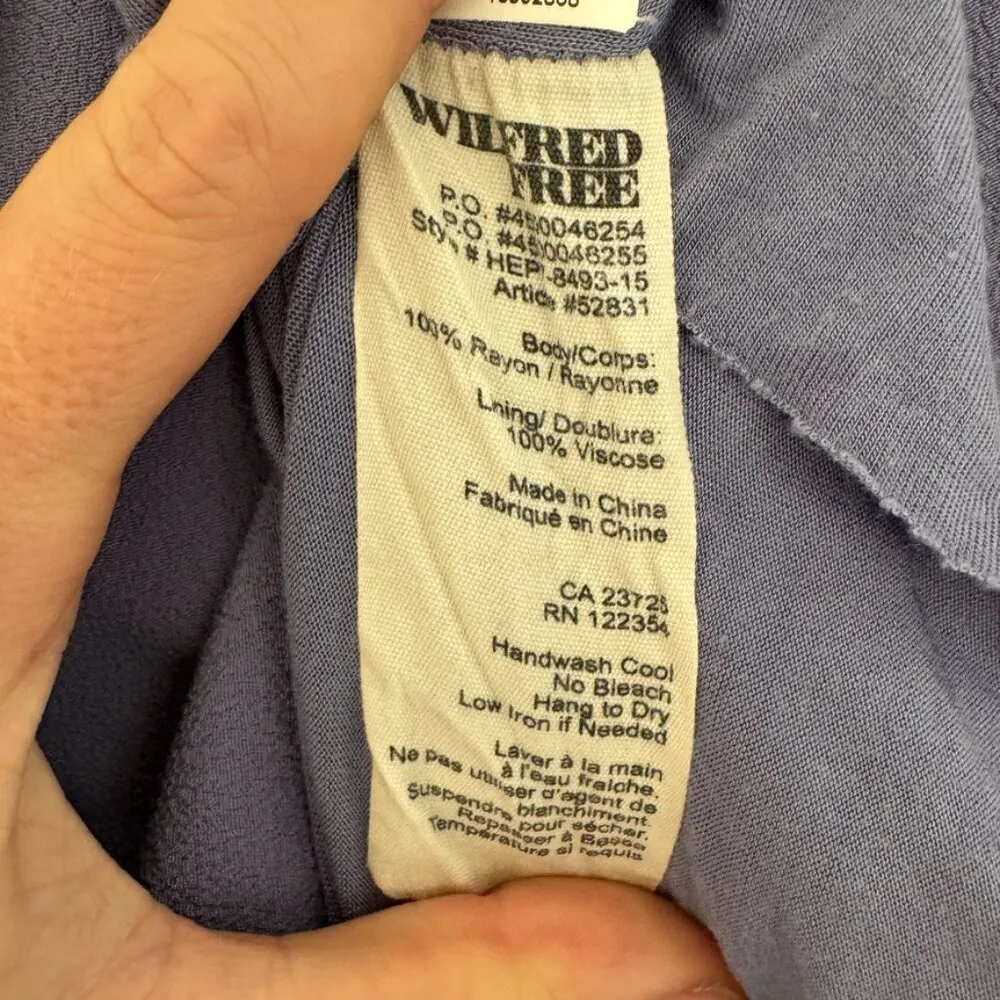 WILFRED
FREE
P.O. #4500046254
P.O. #4500046255
Style # HEPI-8493-15
Article #52831
Body/Corps:
100% Rayon / Rayonne
Lining/ Doublure:
100% Viscose
Made in China
Fabriqué en Chine
CA 23728
RN 122354
Handwash Cool
No Bleach
Hang to Dry
Low Iron if Needed
Laver à la main
à l'eau fraîche.
Ne pas utiliser d'agent de
blanchiment.
Suspendre pour sécher.
Repasser à Basse
Température si requis